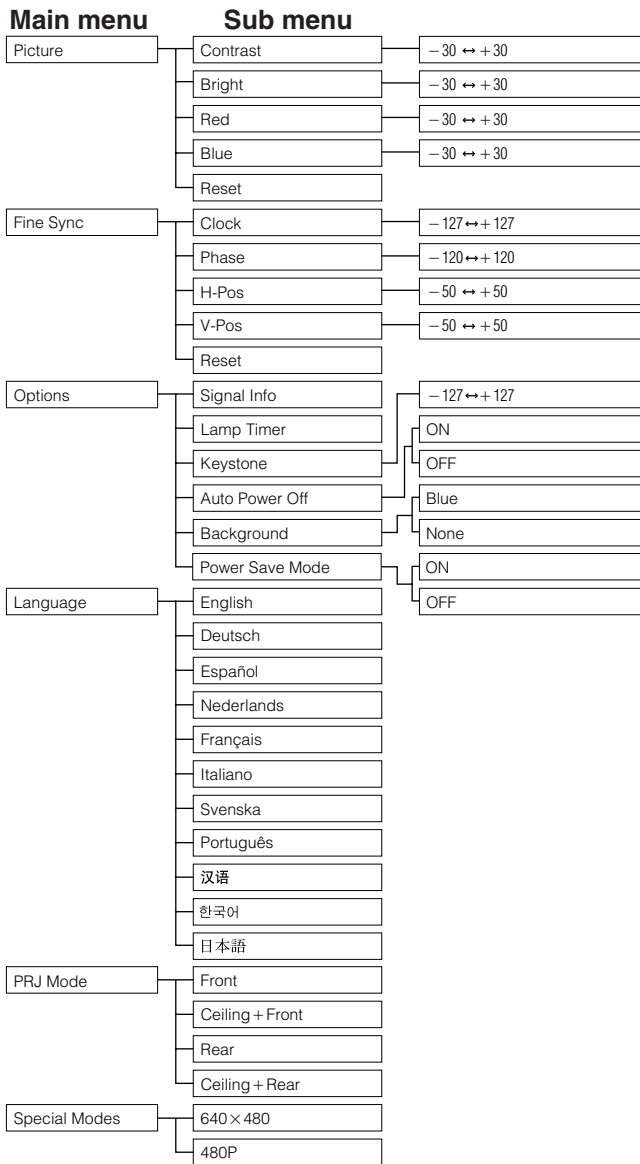 Main menu Sub menu
Picture Contrast −30 ↔ +30
Bright −30 ↔ +30
Red −30 ↔ +30
Blue −30 ↔ +30
Reset
Fine Sync Clock −127↔+127
Phase −120↔+120
H-Pos −50 ↔ +50
V-Pos −50 ↔ +50
Reset
Options Signal Info −127↔+127
Lamp Timer ON
Keystone OFF
Auto Power Off Blue
Background None
Power Save Mode ON
Language English OFF
Deutsch
Español
Nederlands
Français
Italiano
Svenska
Português
汉语
한국어
日本語
PRJ Mode Front
Ceiling+Front
Rear
Ceiling+Rear
Special Modes 640×480
480P